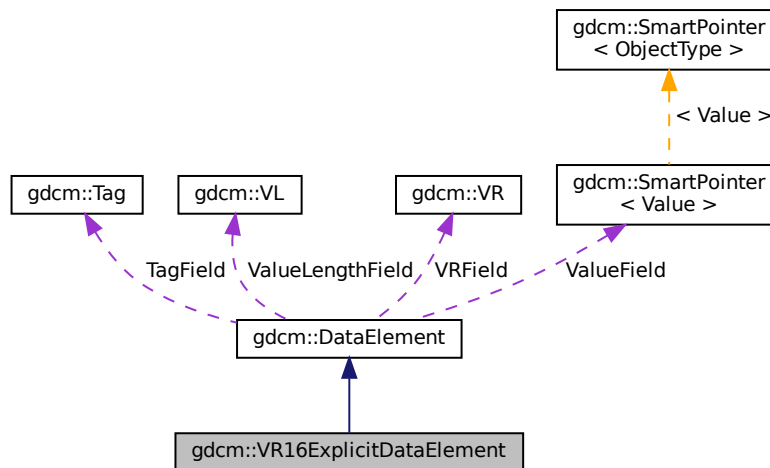 gdcm::SmartPointer
< ObjectType >
< Value >
gdcm::Tag
gdcm::VL
gdcm::VR
gdcm::SmartPointer
< Value >
TagField
ValueLengthField
VRField
ValueField
gdcm::DataElement
gdcm::VR16ExplicitDataElement